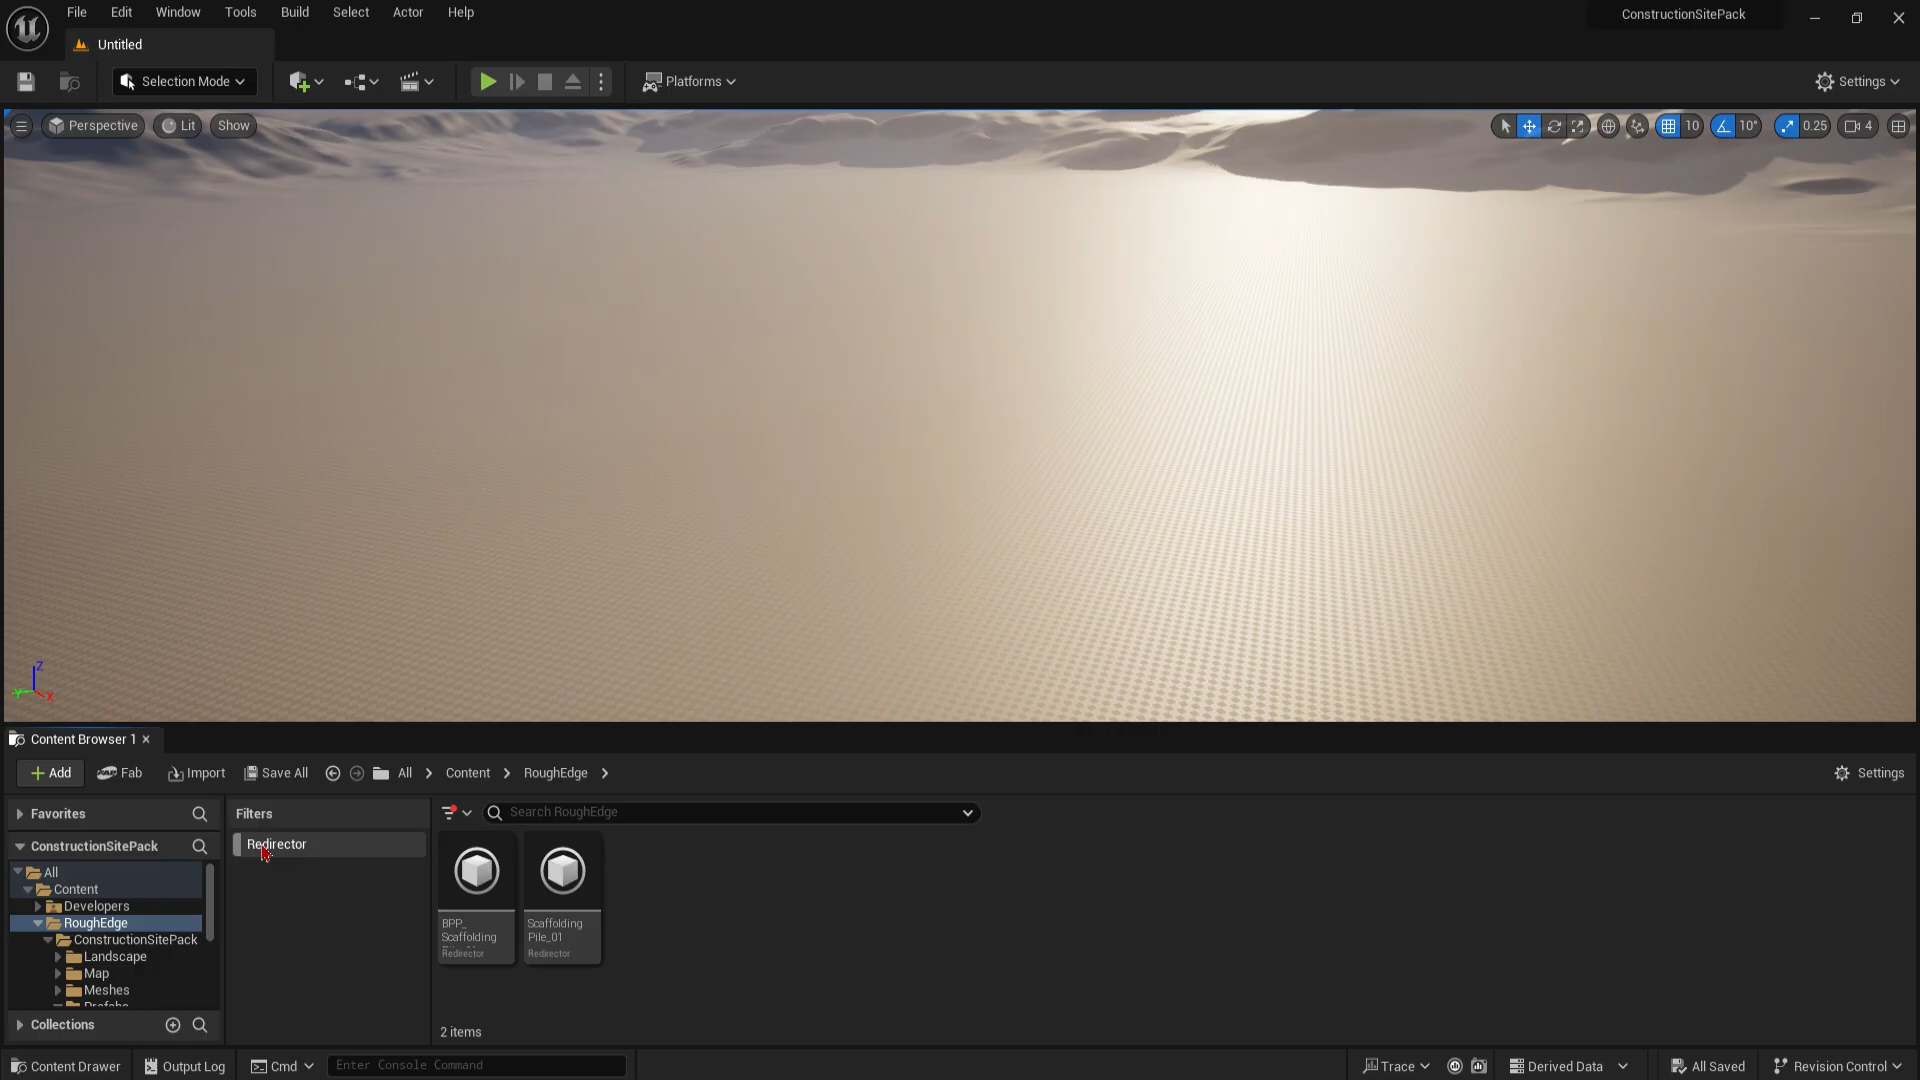 File Edit Window Tools Build Select Actor Help
ConstructionSitePack
Untitled
Selection Mode
Platforms
Settings
Perspective Lit Show
10 10° 0.25 4
Z
Y X
Content Browser 1
Add Fab Import Save All All Content RoughEdge
Settings
Favorites
Filters
Search RoughEdge
ConstructionSitePack
Redirector
All
Content
Developers
RoughEdge
ConstructionSitePack
Landscape
Map
Meshes
Prefabs
BPP_
Scaffolding
Redirector
Scaffolding
Pile_01
Redirector
Collections
2 items
Content Drawer Output Log Cmd Enter Console Command
Trace Derived Data All Saved Revision Control